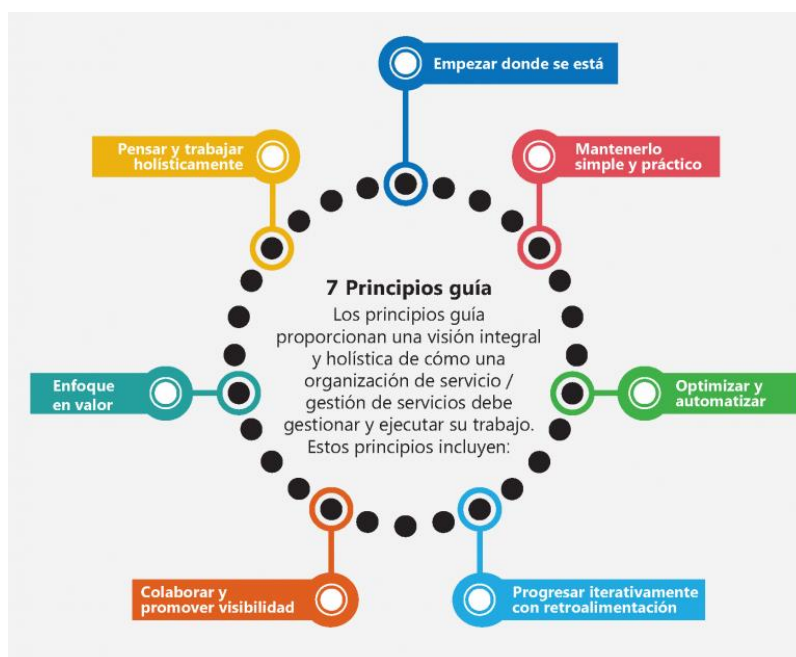 Empezar donde se está
Pensar y trabajar
holísticamente
Mantenerlo
simple y práctico
7 Principios guía
Los principios guía
proporcionan una visión integral
y holística de cómo una
organización de servicio /
gestión de servicios debe
gestionar y ejecutar su trabajo.
Estos principios incluyen:
Enfoque
en valor
Optimizar y
automatizar
Colaborar y
promover visibilidad
Progresar iterativamente
con retroalimentación